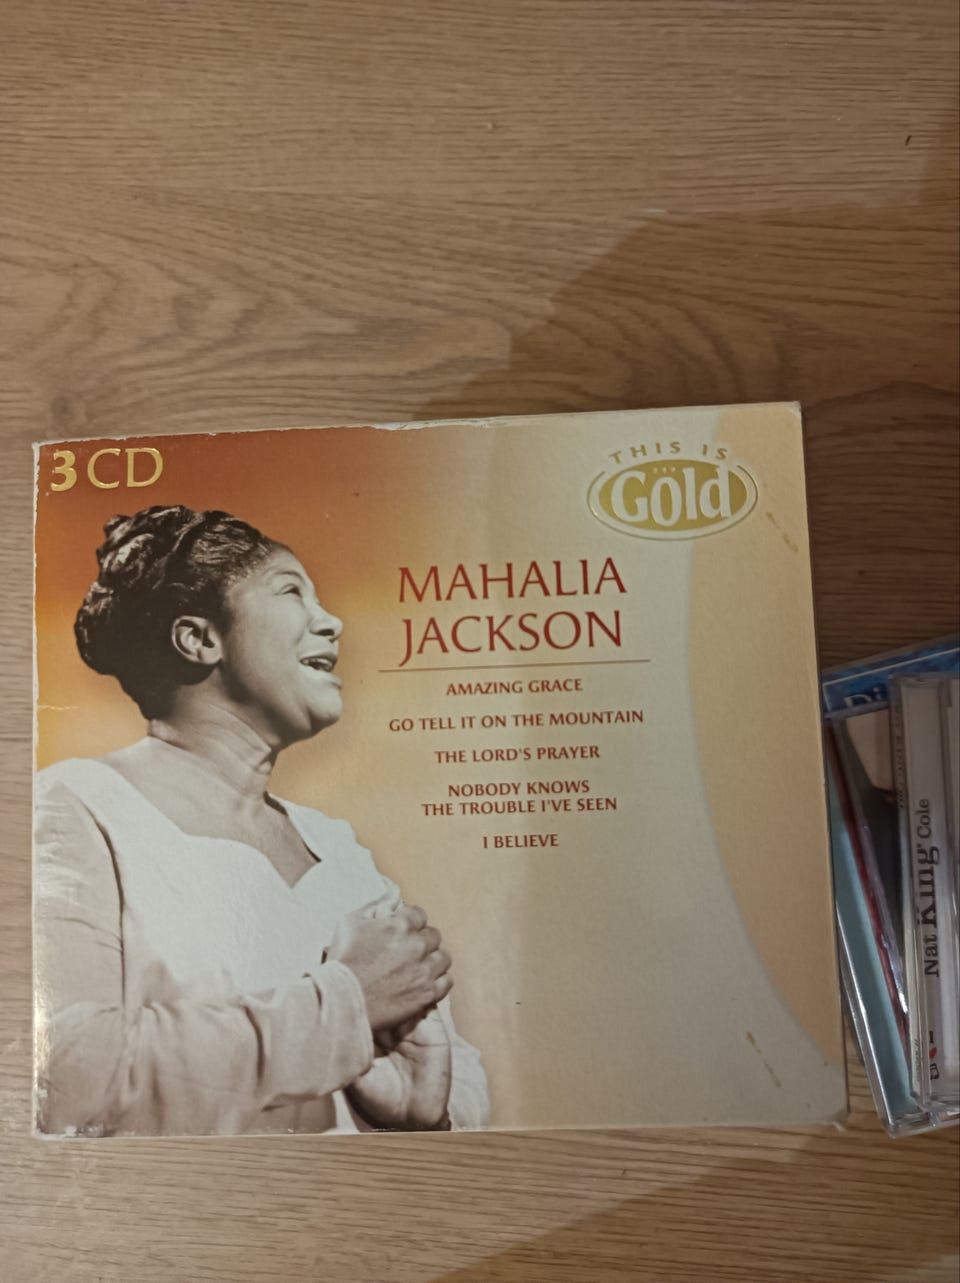 3 CD
THIS IS
Göld
MAHALIA
JACKSON
AMAZING GRACE
GO TELL IT ON THE MOUNTAIN
THE LORD'S PRAYER
NOBODY KNOWS
THE TROUBLE I'VE SEEN
I BELIEVE
Nat King Cole